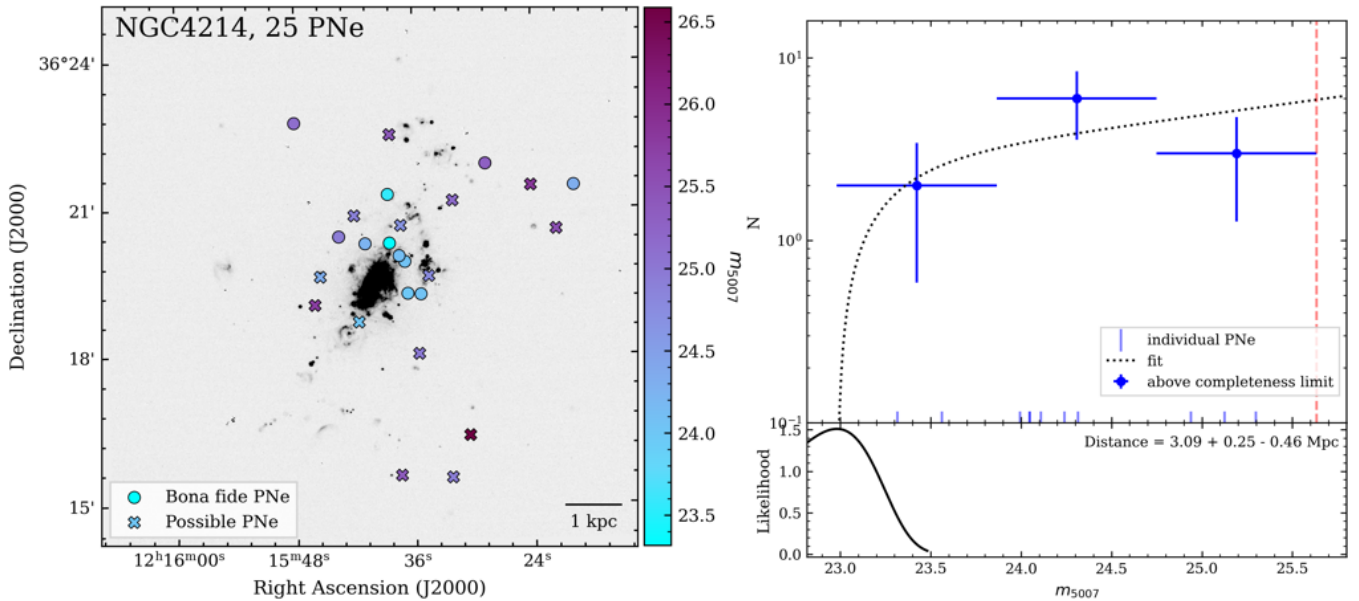 NGC4214, 25 PNe
36°24'
21'
18'
15'
Declination (J2000)
Bona fide PNe
Possible PNe
1 kpc
12ʰ16ᵐ00ˢ
15ᵐ48ˢ
36ˢ
24ˢ
Right Ascension (J2000)
26.5
26.0
25.5
25.0
24.5
24.0
23.5
m₅₀₀₇
10¹
10⁰
10⁻¹
N
individual PNe
fit
above completeness limit
Distance = 3.09 + 0.25 - 0.46 Mpc
1.5
1.0
0.5
0.0
Likelihood
23.0
23.5
24.0
24.5
25.0
25.5
m₅₀₀₇